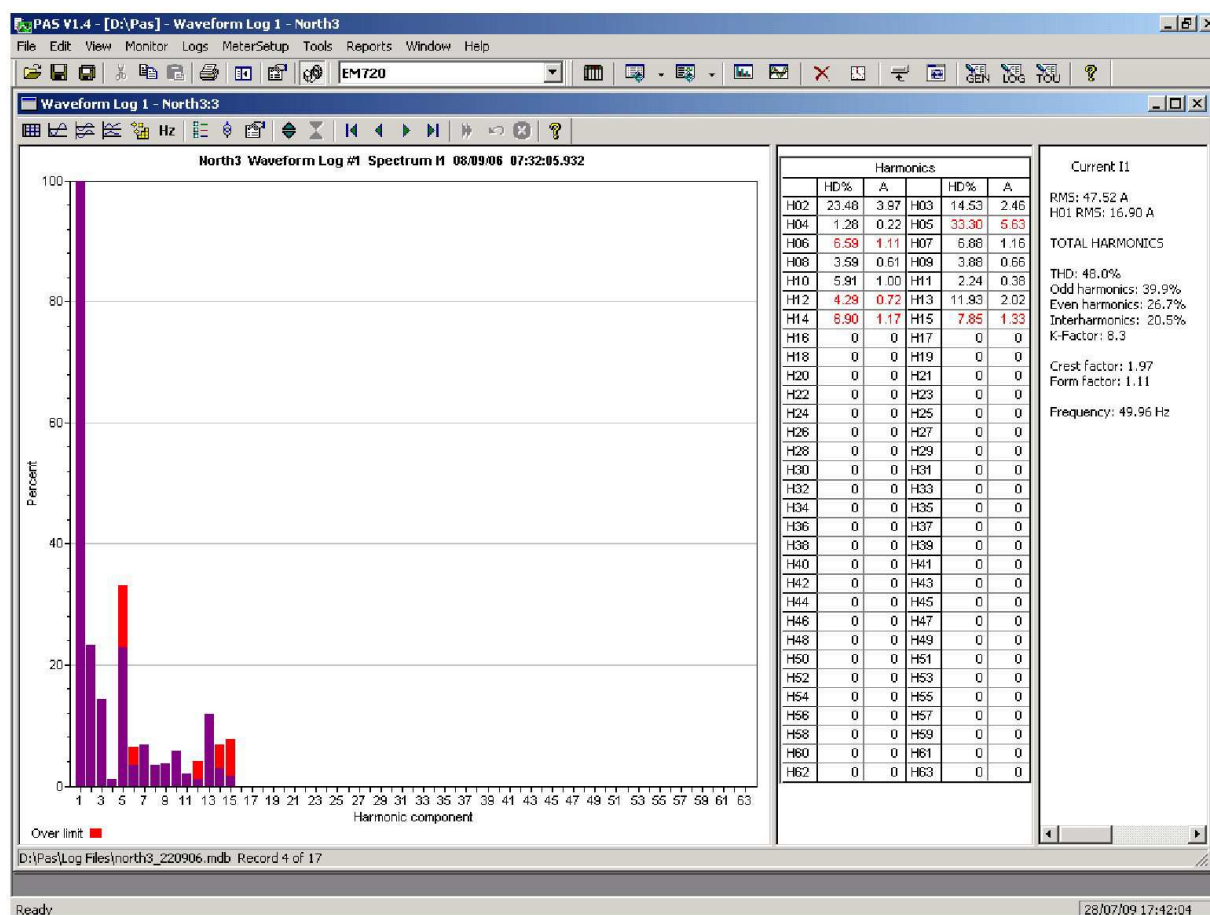 PAS V1.4 - [D:\Pas] - Waveform Log 1 - North3
File Edit View Monitor Logs MeterSetup Tools Reports Window Help
EM720
GEN LOG TOU
Waveform Log 1 - North3:3
Hz
North3 Waveform Log #1 Spectrum I1 08/09/06 07:32:05.932
100
80
60
40
20
0
Percent
1 3 5 7 9 11 13 15 17 19 21 23 25 27 29 31 33 35 37 39 41 43 45 47 49 51 53 55 57 59 61 63
Harmonic component
Over limit
Harmonics
HD% A HD% A
H02 23.48 3.97 H03 14.53 2.46
H04 1.28 0.22 H05 33.30 5.63
H06 6.59 1.11 H07 6.88 1.16
H08 3.59 0.61 H09 3.88 0.66
H10 5.91 1.00 H11 2.24 0.38
H12 4.29 0.72 H13 11.93 2.02
H14 6.90 1.17 H15 7.85 1.33
H16 0 0 H17 0 0
H18 0 0 H19 0 0
H20 0 0 H21 0 0
H22 0 0 H23 0 0
H24 0 0 H25 0 0
H26 0 0 H27 0 0
H28 0 0 H29 0 0
H30 0 0 H31 0 0
H32 0 0 H33 0 0
H34 0 0 H35 0 0
H36 0 0 H37 0 0
H38 0 0 H39 0 0
H40 0 0 H41 0 0
H42 0 0 H43 0 0
H44 0 0 H45 0 0
H46 0 0 H47 0 0
H48 0 0 H49 0 0
H50 0 0 H51 0 0
H52 0 0 H53 0 0
H54 0 0 H55 0 0
H56 0 0 H57 0 0
H58 0 0 H59 0 0
H60 0 0 H61 0 0
H62 0 0 H63 0 0
Current I1
RMS: 47.52 A
H01 RMS: 16.90 A
TOTAL HARMONICS
THD: 48.0%
Odd harmonics: 39.9%
Even harmonics: 26.7%
Interharmonics: 20.5%
K-Factor: 8.3
Crest factor: 1.97
Form factor: 1.11
Frequency: 49.96 Hz
D:\Pas\Log Files\north3_220906.mdb Record 4 of 17
Ready
28/07/09 17:42:04